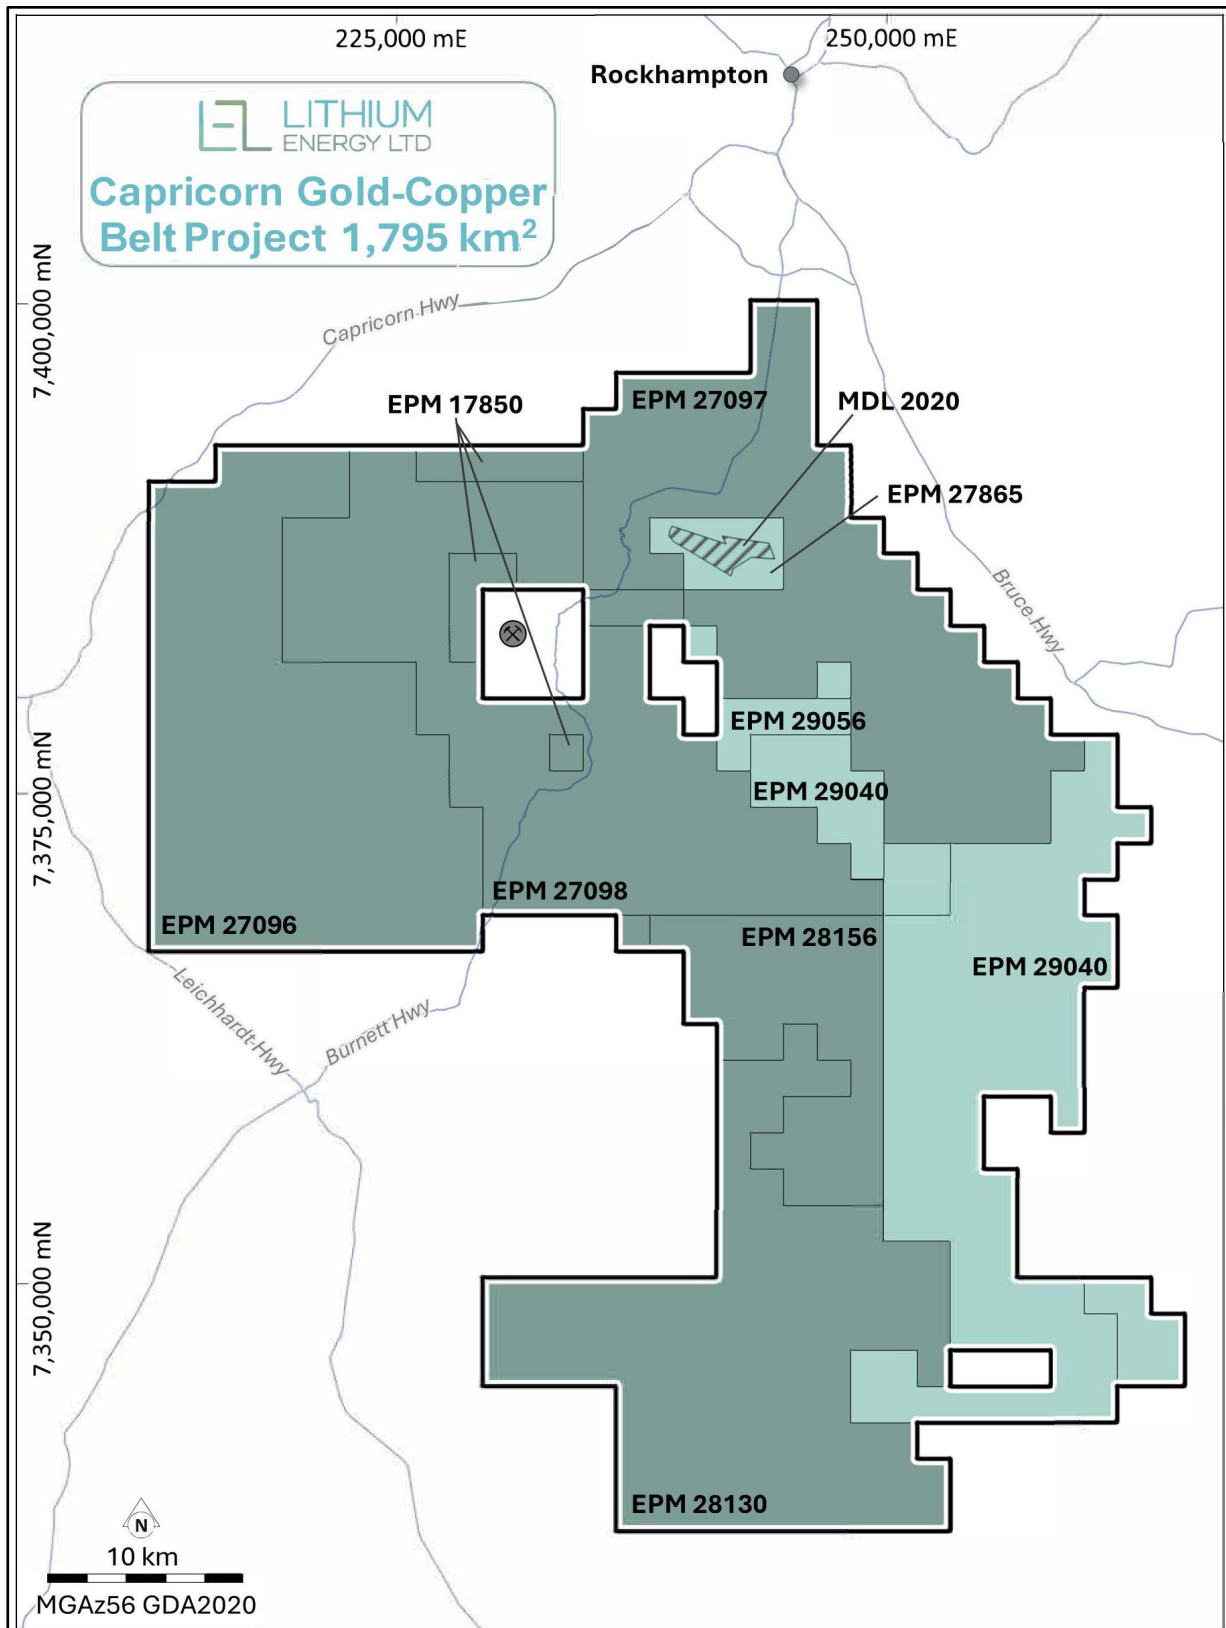 225,000 mE
250,000 mE
Rockhampton
LEL LITHIUM
ENERGY LTD
Capricorn Gold-Copper
Belt Project 1,795 km²
7,400,000 mN
Capricorn Hwy
EPM 17850
EPM 27097
MDL 2020
EPM 27865
Bruce Hwy
EPM 29056
7,375,000 mN
EPM 29040
EPM 27098
EPM 27096
EPM 28156
EPM 29040
Leichhardt Hwy
Burnett Hwy
7,350,000 mN
EPM 28130
N
10 km
MGAz56 GDA2020